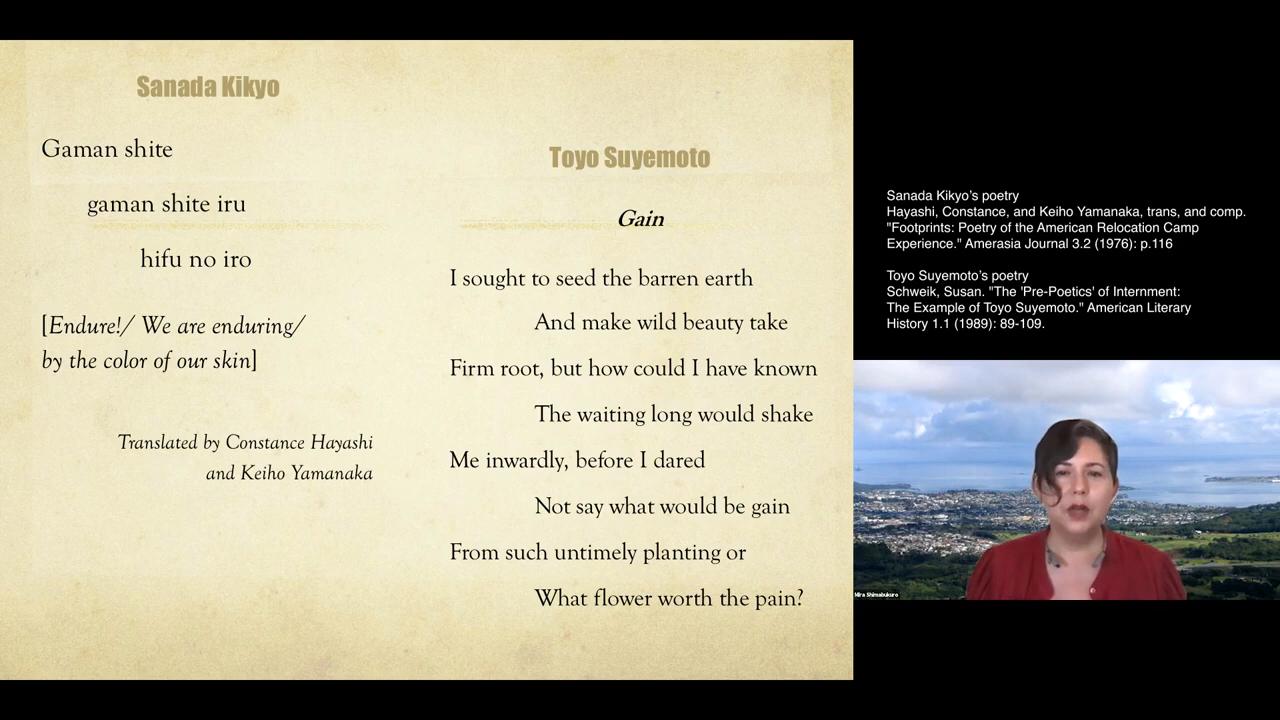 Sanada Kikyo
Gaman shite
gaman shite iru
hifu no iro
[Endure!/ We are enduring/
by the color of our skin]
Translated by Constance Hayashi
and Keiho Yamanaka
Toyo Suyemoto
Gain
I sought to seed the barren earth
And make wild beauty take
Firm root, but how could I have known
The waiting long would shake
Me inwardly, before I dared
Not say what would be gain
From such untimely planting or
What flower worth the pain?
Sanada Kikyo's poetry
Hayashi, Constance, and Keiho Yamanaka, trans, and comp.
"Footprints: Poetry of the American Relocation Camp
Experience." Amerasia Journal 3.2 (1976): p.116
Toyo Suyemoto's poetry
Schweik, Susan. "The 'Pre-Poetics' of Internment:
The Example of Toyo Suyemoto." American Literary
History 1.1 (1989): 89-109.
Mira Shimabukuro